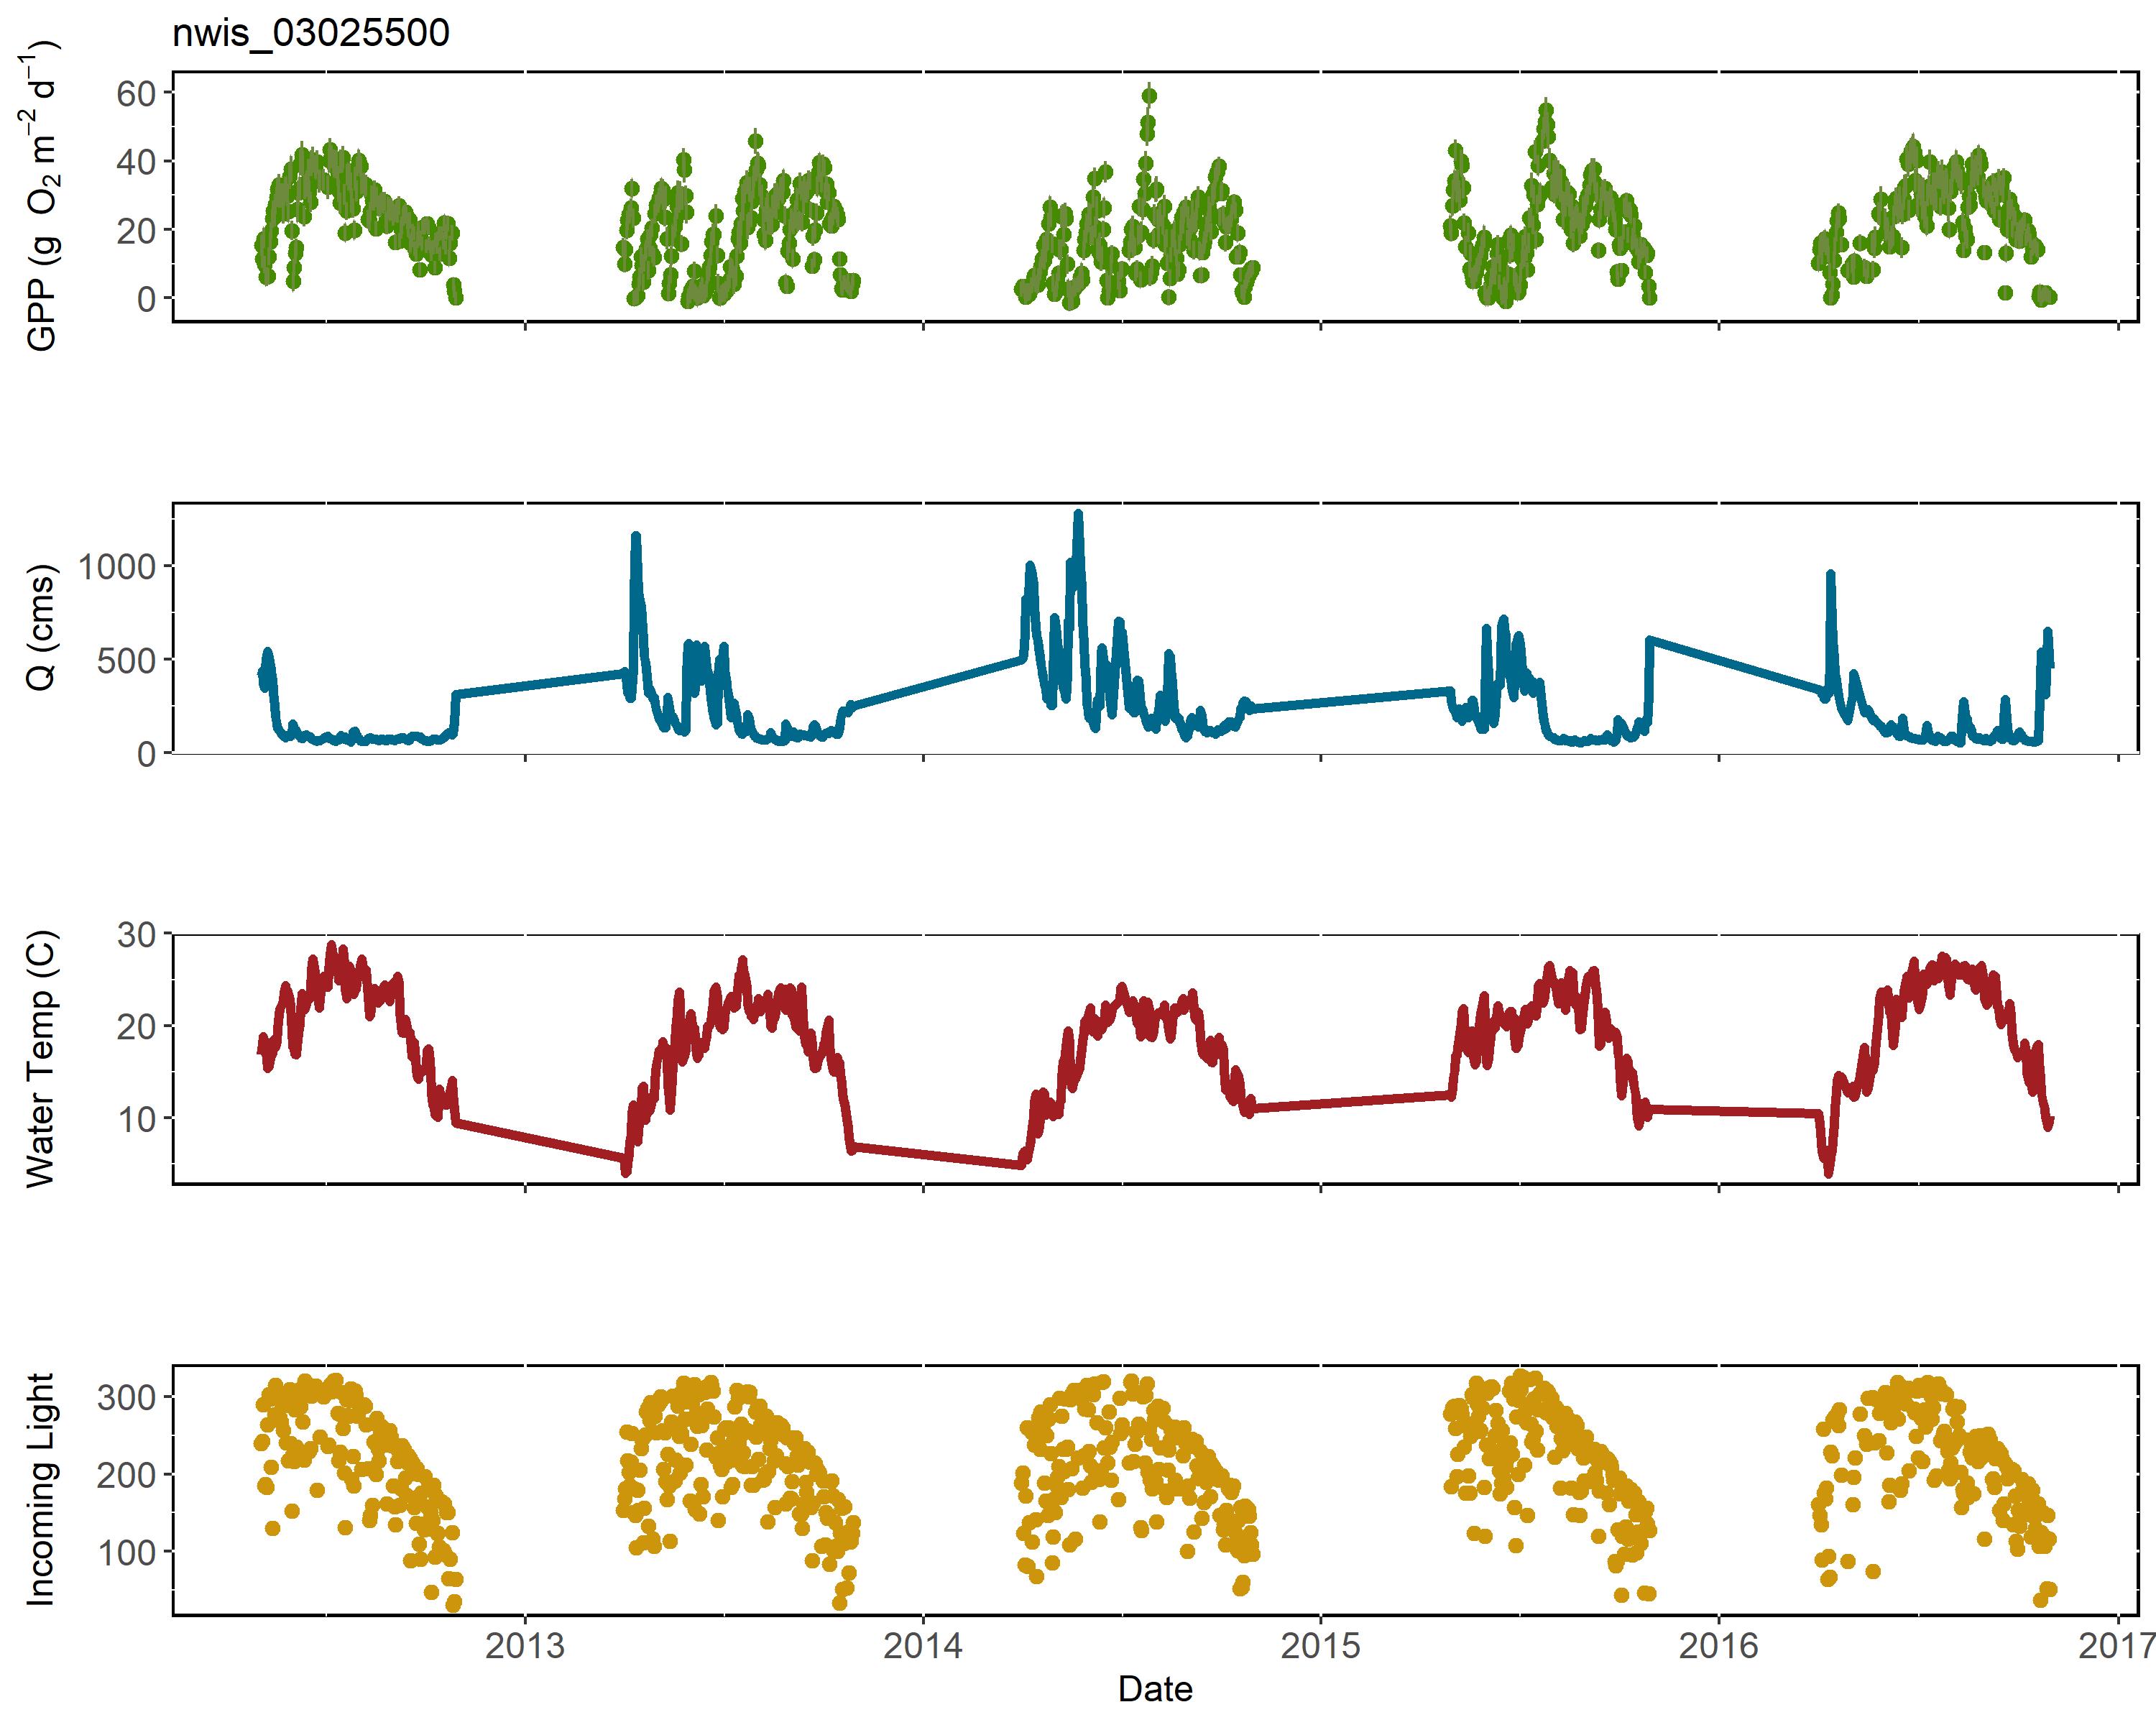 nwis_03025500
GPP (g O₂ m⁻² d⁻¹)
60
40
20
0
Q (cms)
1000
500
0
Water Temp (C)
30
20
10
Incoming Light
300
200
100
2013 2014 2015 2016 2017
Date